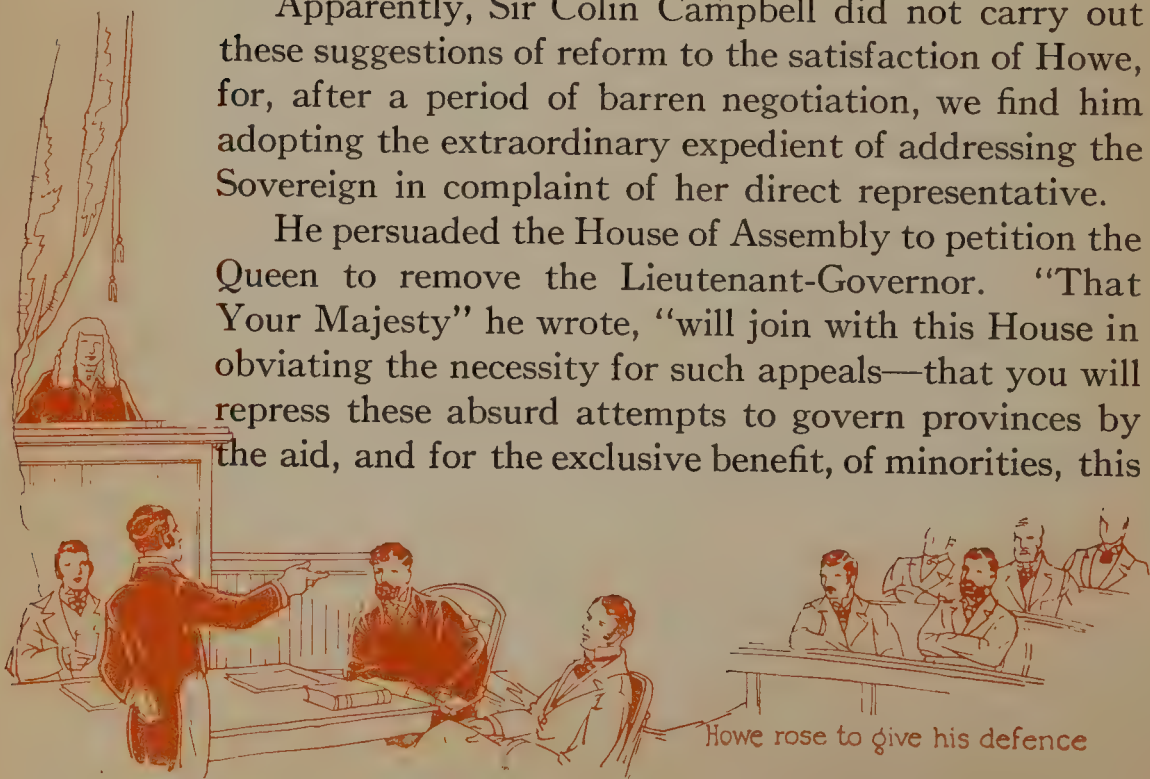 Apparently, Sir Colin Campbell did not carry out
these suggestions of reform to the satisfaction of Howe,
for, after a period of barren negotiation, we find him
adopting the extraordinary expedient of addressing the
Sovereign in complaint of her direct representative.
He persuaded the House of Assembly to petition the
Queen to remove the Lieutenant-Governor. “That
Your Majesty” he wrote, “will join with this House in
obviating the necessity for such appeals—that you will
repress these absurd attempts to govern provinces by
the aid, and for the exclusive benefit, of minorities, this
Howe rose to give his defence